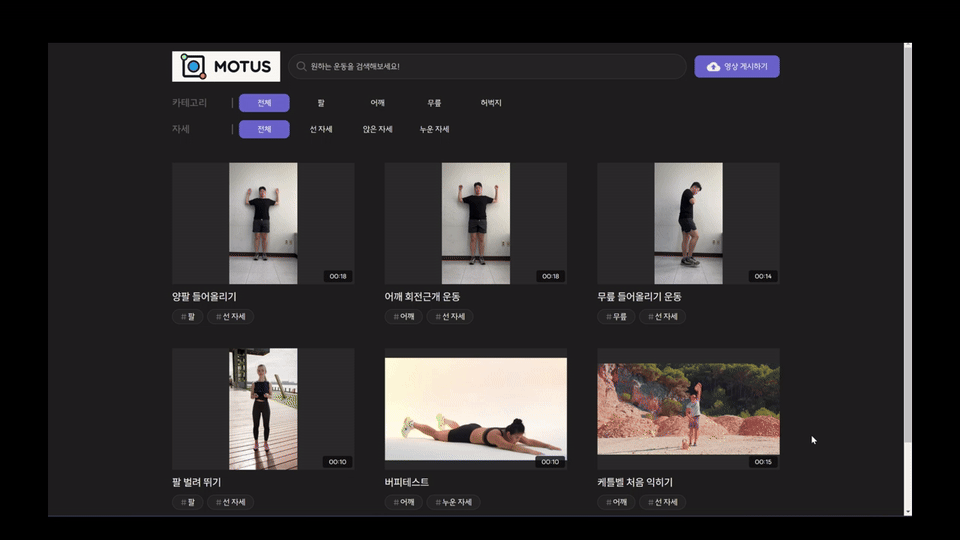 MOTUS
원하는 운동을 검색해보세요!
영상 게시하기
카테고리 | 전체 팔 어깨 무릎 허벅지
자세 | 전체 선 자세 앉은 자세 누운 자세
00:18
00:18
00:14
양팔 들어올리기
어깨 회전근개 운동
무릎 들어올리기 운동
# 팔 # 선 자세
# 어깨 # 선 자세
# 무릎 # 선 자세
00:10
00:10
00:15
팔 벌려 뛰기
버피테스트
케틀벨 처음 익히기
# 팔 # 선 자세
# 어깨 # 누운 자세
# 어깨 # 선 자세